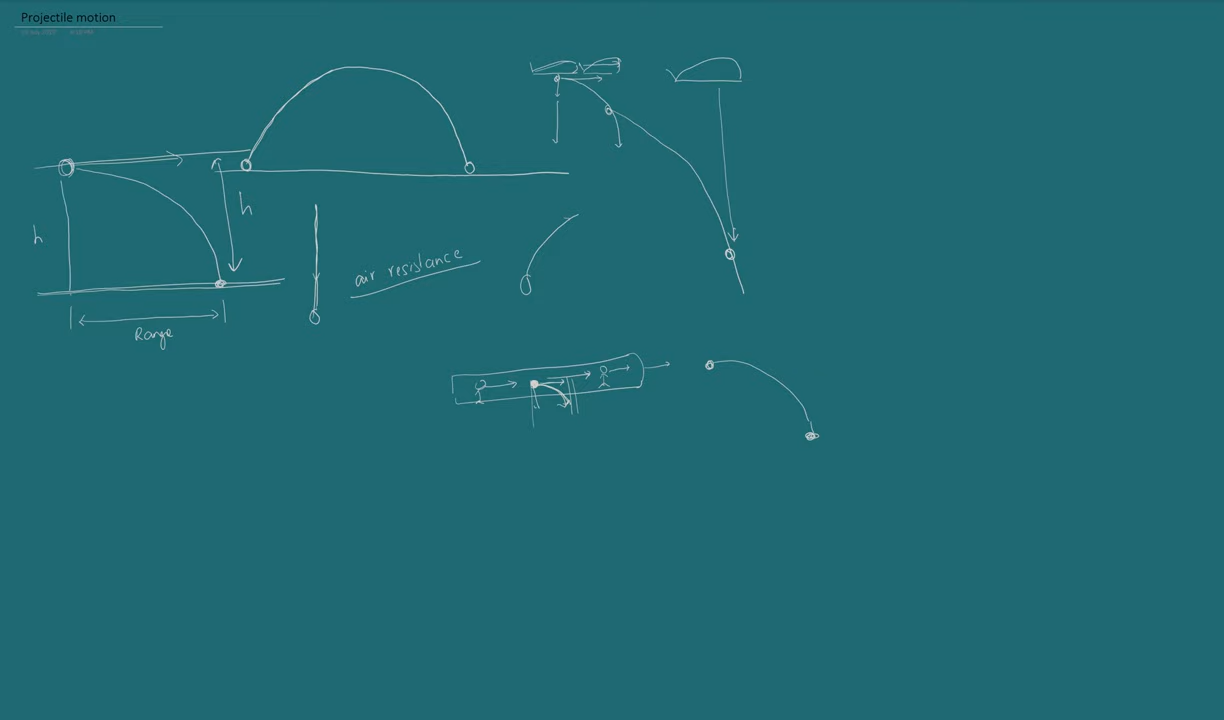 Projectile motion
h
h
air resistance
Range